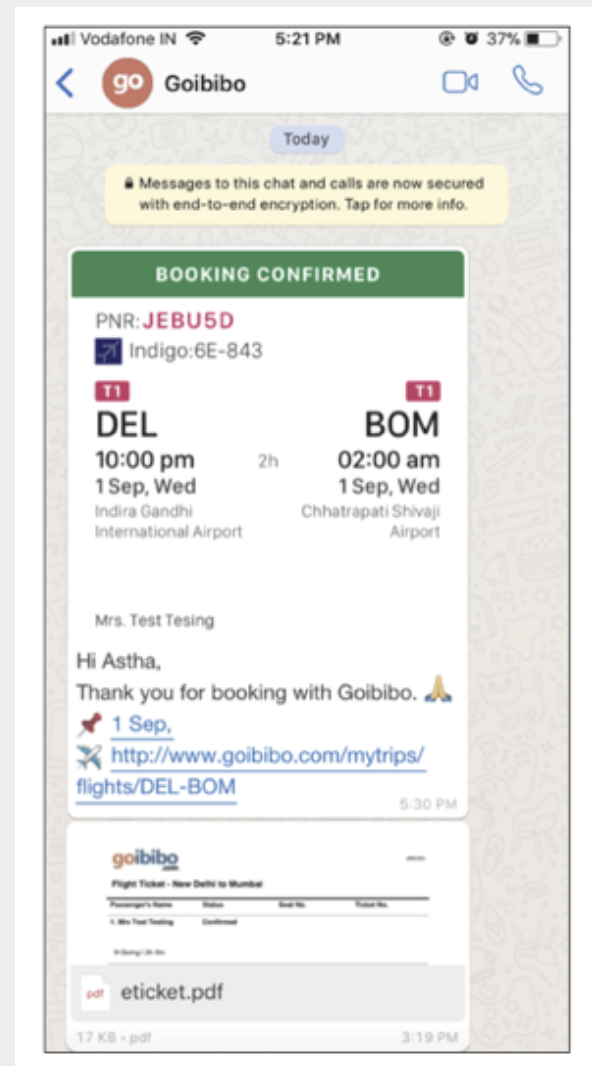 Vodafone IN 5:21 PM 37%
go Goibibo
Today
Messages to this chat and calls are now secured
with end-to-end encryption. Tap for more info.
BOOKING CONFIRMED
PNR:JEBU5D
Indigo:6E-843
T1 T1
DEL BOM
10:00 pm 2h 02:00 am
1 Sep, Wed 1 Sep, Wed
Indira Gandhi Chhatrapati Shivaji
International Airport Airport
Mrs. Test Tesing
Hi Astha,
Thank you for booking with Goibibo. 🙏
📌 1 Sep,
✈️ http://www.goibibo.com/mytrips/
flights/DEL-BOM
5:30 PM
goibibo
Flight Ticket - New Delhi to Mumbai
Passenger's Name Status Seat No. Ticket No.
1. Mrs Test Testing Confirmed
pdf eticket.pdf
17 KB • pdf 3:19 PM